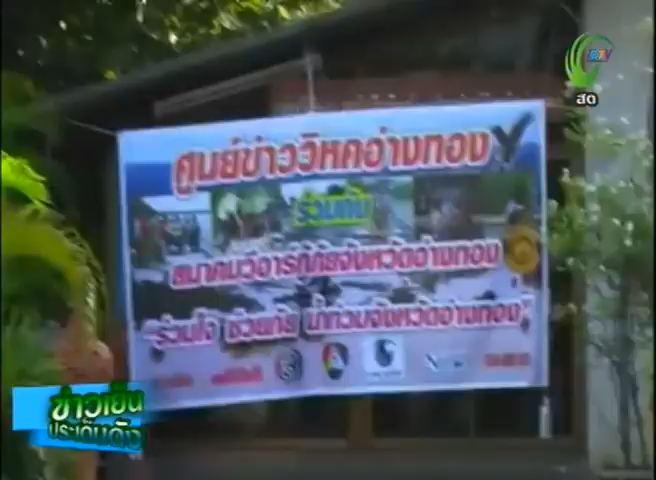 สด
ศูนย์ข่าววิหคอ่างทอง
ร่วมกับ
สมาคมวีอาร์กู้ภัยจังหวัดอ่างทอง
"ร่วมใจ ช่วยภัย น้ำท่วมจังหวัดอ่างทอง"
ข่าวเย็น
ประเด็นดัง